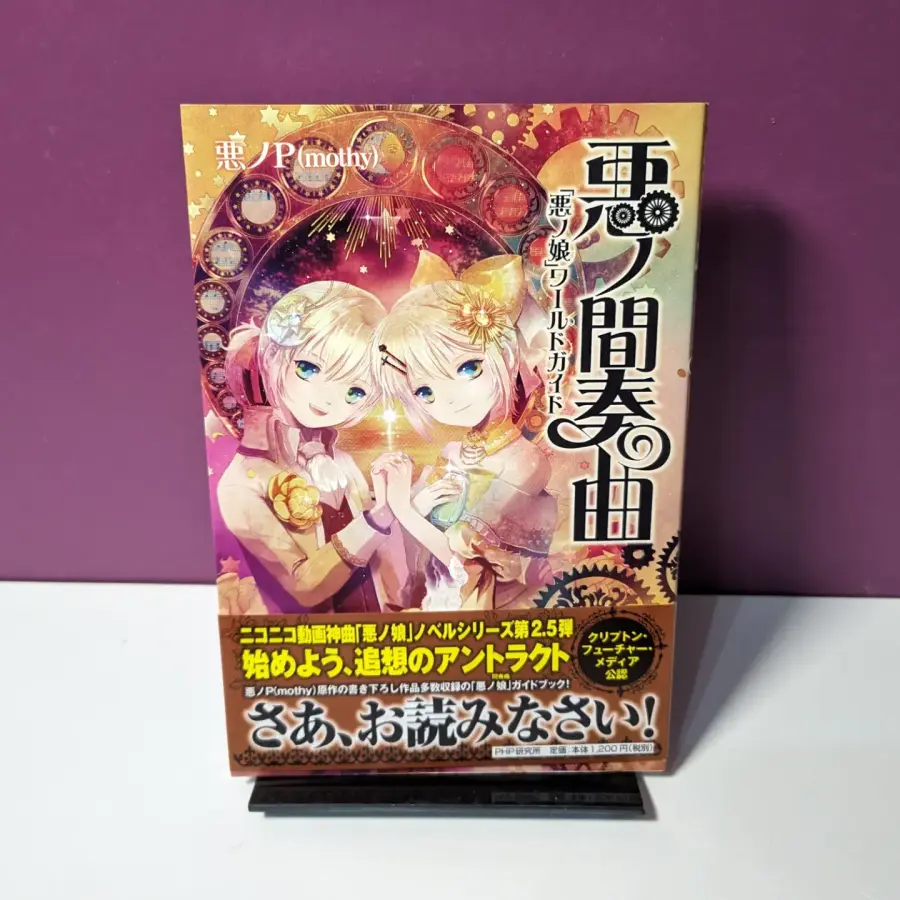 悪ノP(mothy)
悪ノ間奏曲
「悪ノ娘」ワールドガイド
ニコニコ動画神曲「悪ノ娘」ノベルシリーズ第2.5弾
始めよう、追想のアントラクト
間奏曲
悪ノP(mothy)原作の書き下ろし作品多数収録の「悪ノ娘」ガイドブック!
さあ、お読みなさい!
クリプトン・
フューチャー・
メディア
公認
PHP研究所 定価:本体1,200円(税別)